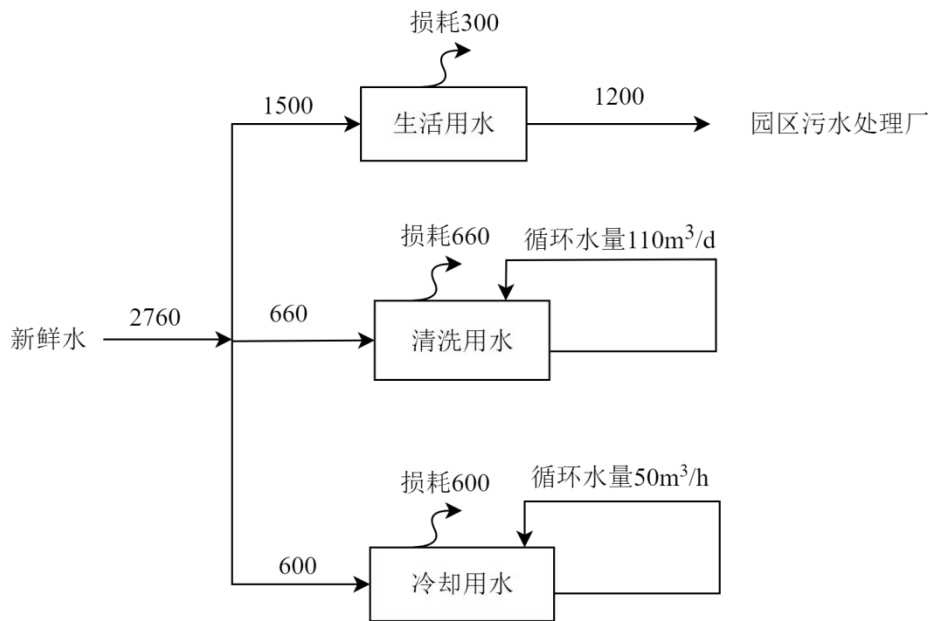 损耗300
1500
生活用水
1200
园区污水处理厂
损耗660
循环水量110m³/d
新鲜水
2760
660
清洗用水
损耗600
循环水量50m³/h
600
冷却用水